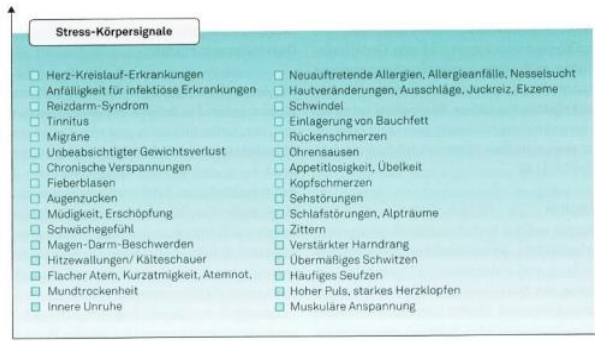 Stress-Körpersignale
Herz-Kreislauf-Erkrankungen
Anfälligkeit für infektiöse Erkrankungen
Reizdarm-Syndrom
Tinnitus
Migräne
Unbeabsichtigter Gewichtsverlust
Chronische Verspannungen
Fieberblasen
Augenzucken
Müdigkeit, Erschöpfung
Schwächegefühl
Magen-Darm-Beschwerden
Hitzewallungen/ Kälteschauer
Flacher Atem, Kurzatmigkeit, Atemnot,
Mundtrockenheit
Innere Unruhe
Neuauftretende Allergien, Allergieanfälle, Nesselsucht
Hautveränderungen, Ausschläge, Juckreiz, Ekzeme
Schwindel
Einlagerung von Bauchfett
Rückenschmerzen
Ohrensausen
Appetitlosigkeit, Übelkeit
Kopfschmerzen
Sehstörungen
Schlafstörungen, Alpträume
Zittern
Verstärkter Harndrang
Übermäßiges Schwitzen
Häufiges Seufzen
Hoher Puls, starkes Herzklopfen
Muskuläre Anspannung